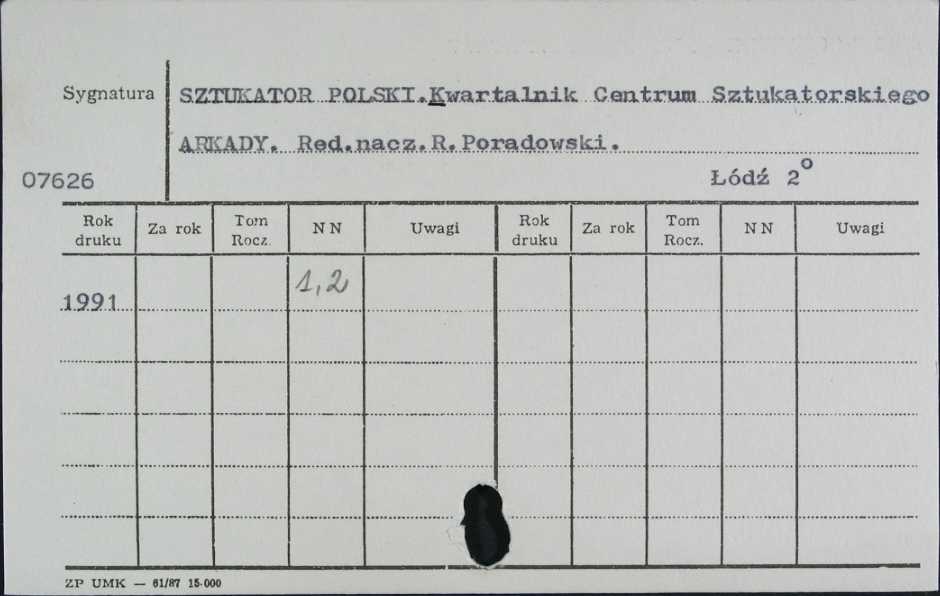 Sygnatura SZTUKATOR POLSKI.Kwartalnik Centrum Sztukatorskiego
ARKADY. Red.nacz.R.Poradowski.
07626 Łódź 2º
Rok druku Za rok Tom Rocz. N N Uwagi Rok druku Za rok Tom Rocz. N N Uwagi
1991 1,2
ZP UMK — 61/87 15-000